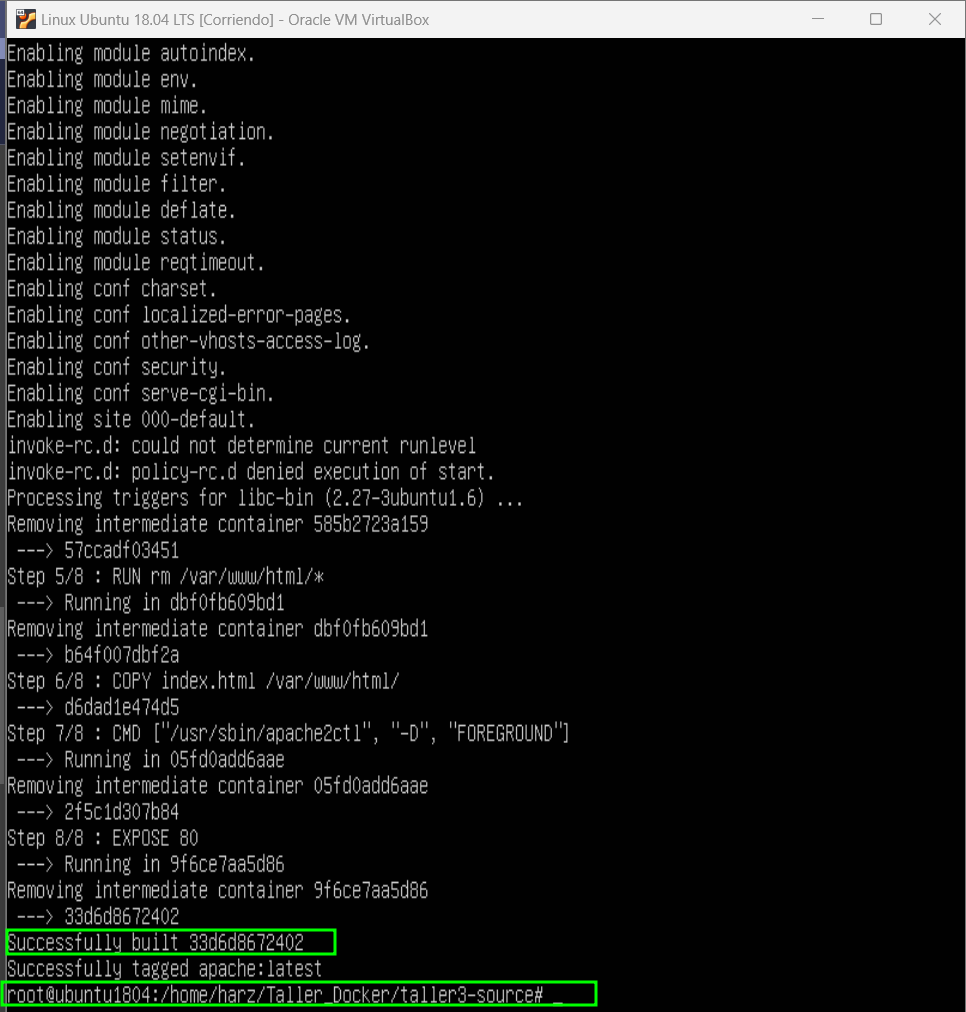 Linux Ubuntu 18.04 LTS [Corriendo] - Oracle VM VirtualBox
Enabling module autoindex.
Enabling module env.
Enabling module mime.
Enabling module negotiation.
Enabling module setenvif.
Enabling module filter.
Enabling module deflate.
Enabling module status.
Enabling module reqtimeout.
Enabling conf charset.
Enabling conf localized-error-pages.
Enabling conf other-vhosts-access-log.
Enabling conf security.
Enabling conf serve-cgi-bin.
Enabling site 000-default.
invoke-rc.d: could not determine current runlevel
invoke-rc.d: policy-rc.d denied execution of start.
Processing triggers for libc-bin (2.27-3ubuntu1.6) ...
Removing intermediate container 585b2723a159
 ---> 57ccadf03451
Step 5/8 : RUN rm /var/www/html/*
 ---> Running in dbf0fb609bd1
Removing intermediate container dbf0fb609bd1
 ---> b64f007dbf2a
Step 6/8 : COPY index.html /var/www/html/
 ---> d6dad1e474d5
Step 7/8 : CMD ["/usr/sbin/apache2ctl", "-D", "FOREGROUND"]
 ---> Running in 05fd0add6aae
Removing intermediate container 05fd0add6aae
 ---> 2f5c1d307b84
Step 8/8 : EXPOSE 80
 ---> Running in 9f6ce7aa5d86
Removing intermediate container 9f6ce7aa5d86
 ---> 33d6d8672402
Successfully built 33d6d8672402
Successfully tagged apache:latest
root@ubuntu1804:/home/harz/Taller_Docker/taller3-source# _